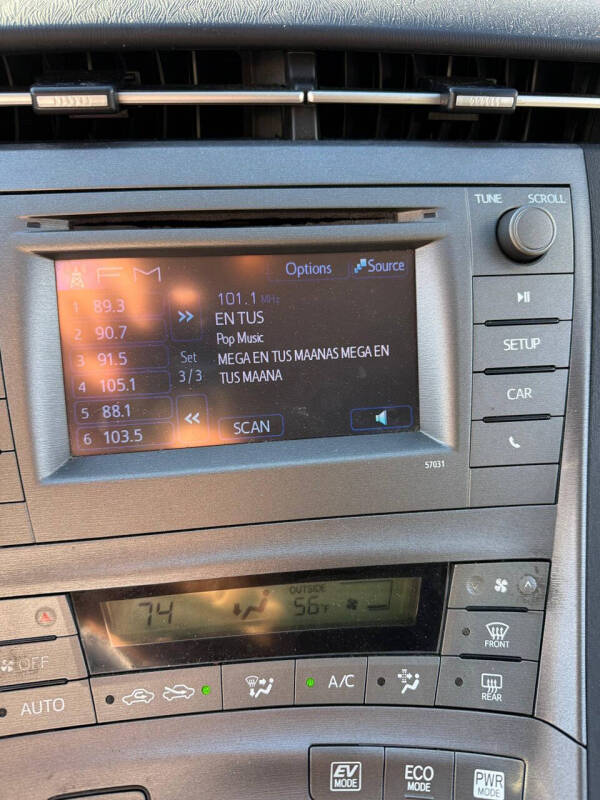 TUNE SCROLL
FM
Options Source
1 89.3
2 90.7
3 91.5
4 105.1
5 88.1
6 103.5
Set
3/3
101.1 MHz
EN TUS
Pop Music
MEGA EN TUS MAANAS MEGA EN
TUS MAANA
SCAN
SETUP
CAR
57031
74
OUTSIDE
56°F
OFF
AUTO
A/C
FRONT
REAR
EV
MODE
ECO
MODE
PWR
MODE